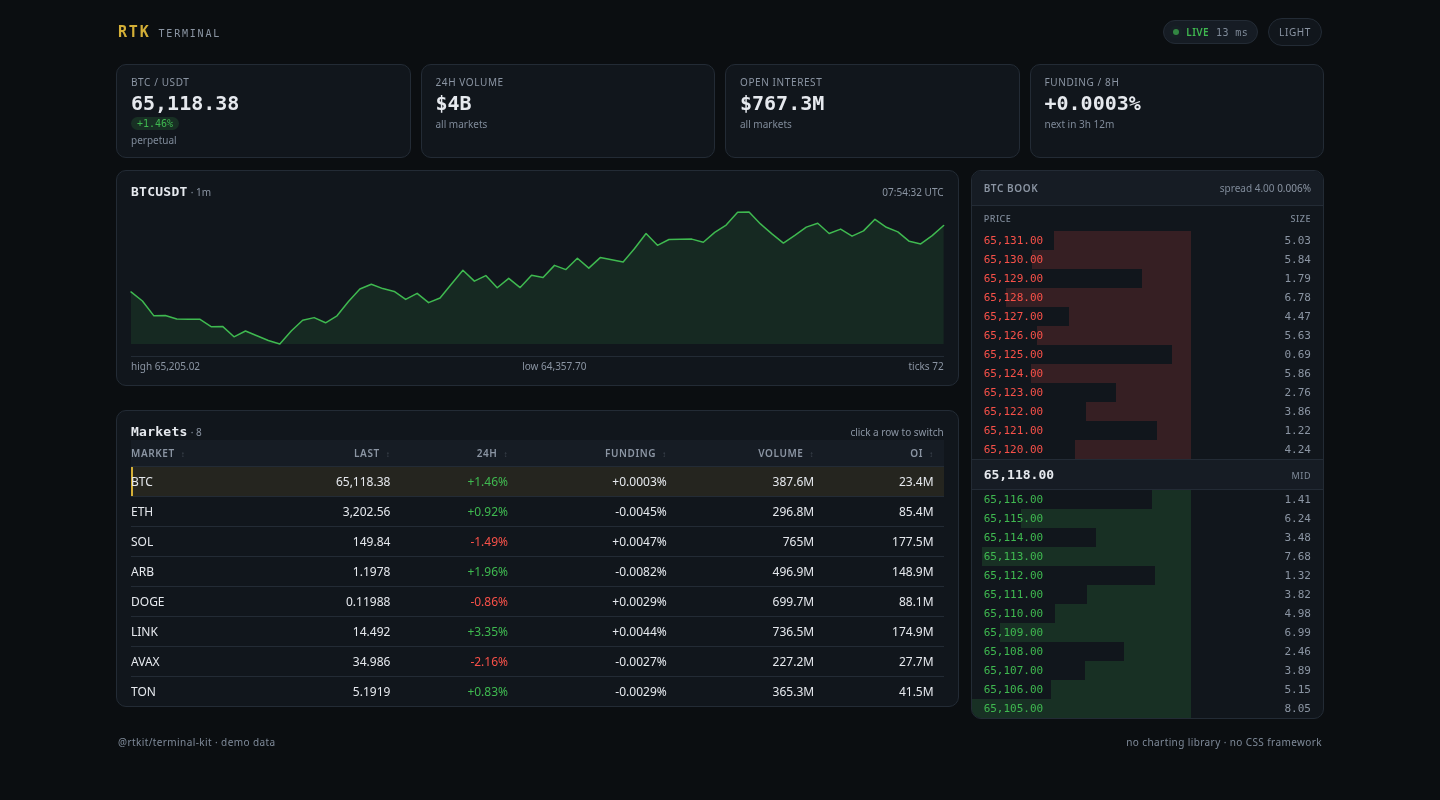 RTK TERMINAL
LIVE 13 ms
LIGHT
BTC / USDT
65,118.38
+1.46%
perpetual
24H VOLUME
$4B
all markets
OPEN INTEREST
$767.3M
all markets
FUNDING / 8H
+0.0003%
next in 3h 12m
BTCUSDT · 1m
07:54:32 UTC
high 65,205.02 low 64,357.70 ticks 72
Markets · 8
click a row to switch
MARKET LAST 24H FUNDING VOLUME OI
BTC 65,118.38 +1.46% +0.0003% 387.6M 23.4M
ETH 3,202.56 +0.92% -0.0045% 296.8M 85.4M
SOL 149.84 -1.49% +0.0047% 765M 177.5M
ARB 1.1978 +1.96% -0.0082% 496.9M 148.9M
DOGE 0.11988 -0.86% +0.0029% 699.7M 88.1M
LINK 14.492 +3.35% +0.0044% 736.5M 174.9M
AVAX 34.986 -2.16% -0.0027% 227.2M 27.7M
TON 5.1919 +0.83% -0.0029% 365.3M 41.5M
BTC BOOK spread 4.00 0.006%
PRICE SIZE
65,131.00 5.03
65,130.00 5.84
65,129.00 1.79
65,128.00 6.78
65,127.00 4.47
65,126.00 5.63
65,125.00 0.69
65,124.00 5.86
65,123.00 2.76
65,122.00 3.86
65,121.00 1.22
65,120.00 4.24
65,118.00 MID
65,116.00 1.41
65,115.00 6.24
65,114.00 3.48
65,113.00 7.68
65,112.00 1.32
65,111.00 3.82
65,110.00 4.98
65,109.00 6.99
65,108.00 2.46
65,107.00 3.89
65,106.00 5.15
65,105.00 8.05
@rtkit/terminal-kit · demo data
no charting library · no CSS framework